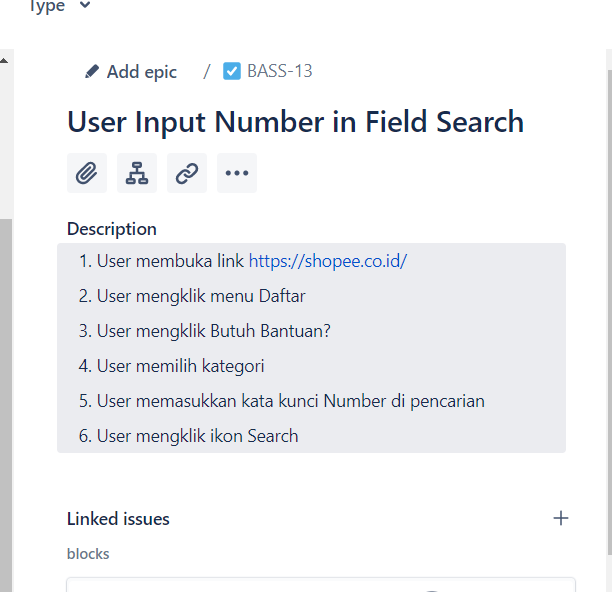 Type
Add epic / BASS-13
User Input Number in Field Search
Description
1. User membuka link https://shopee.co.id/
2. User mengklik menu Daftar
3. User mengklik Butuh Bantuan?
4. User memilih kategori
5. User memasukkan kata kunci Number di pencarian
6. User mengklik ikon Search
Linked issues
blocks